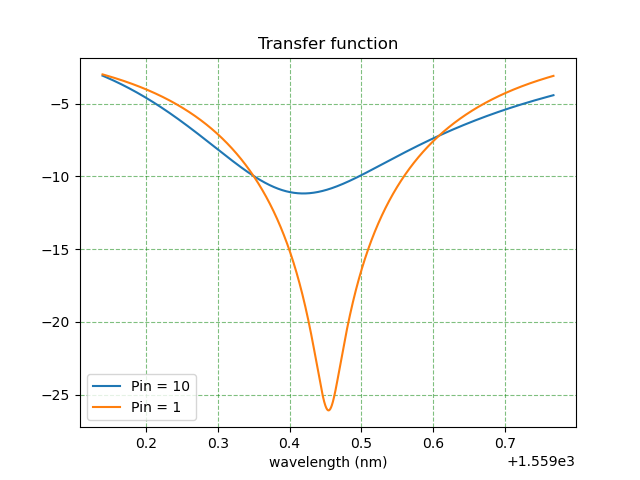 Transfer function
−5
−10
−15
−20
−25
Pin = 10
Pin = 1
0.2 0.3 0.4 0.5 0.6 0.7
wavelength (nm) +1.559e3